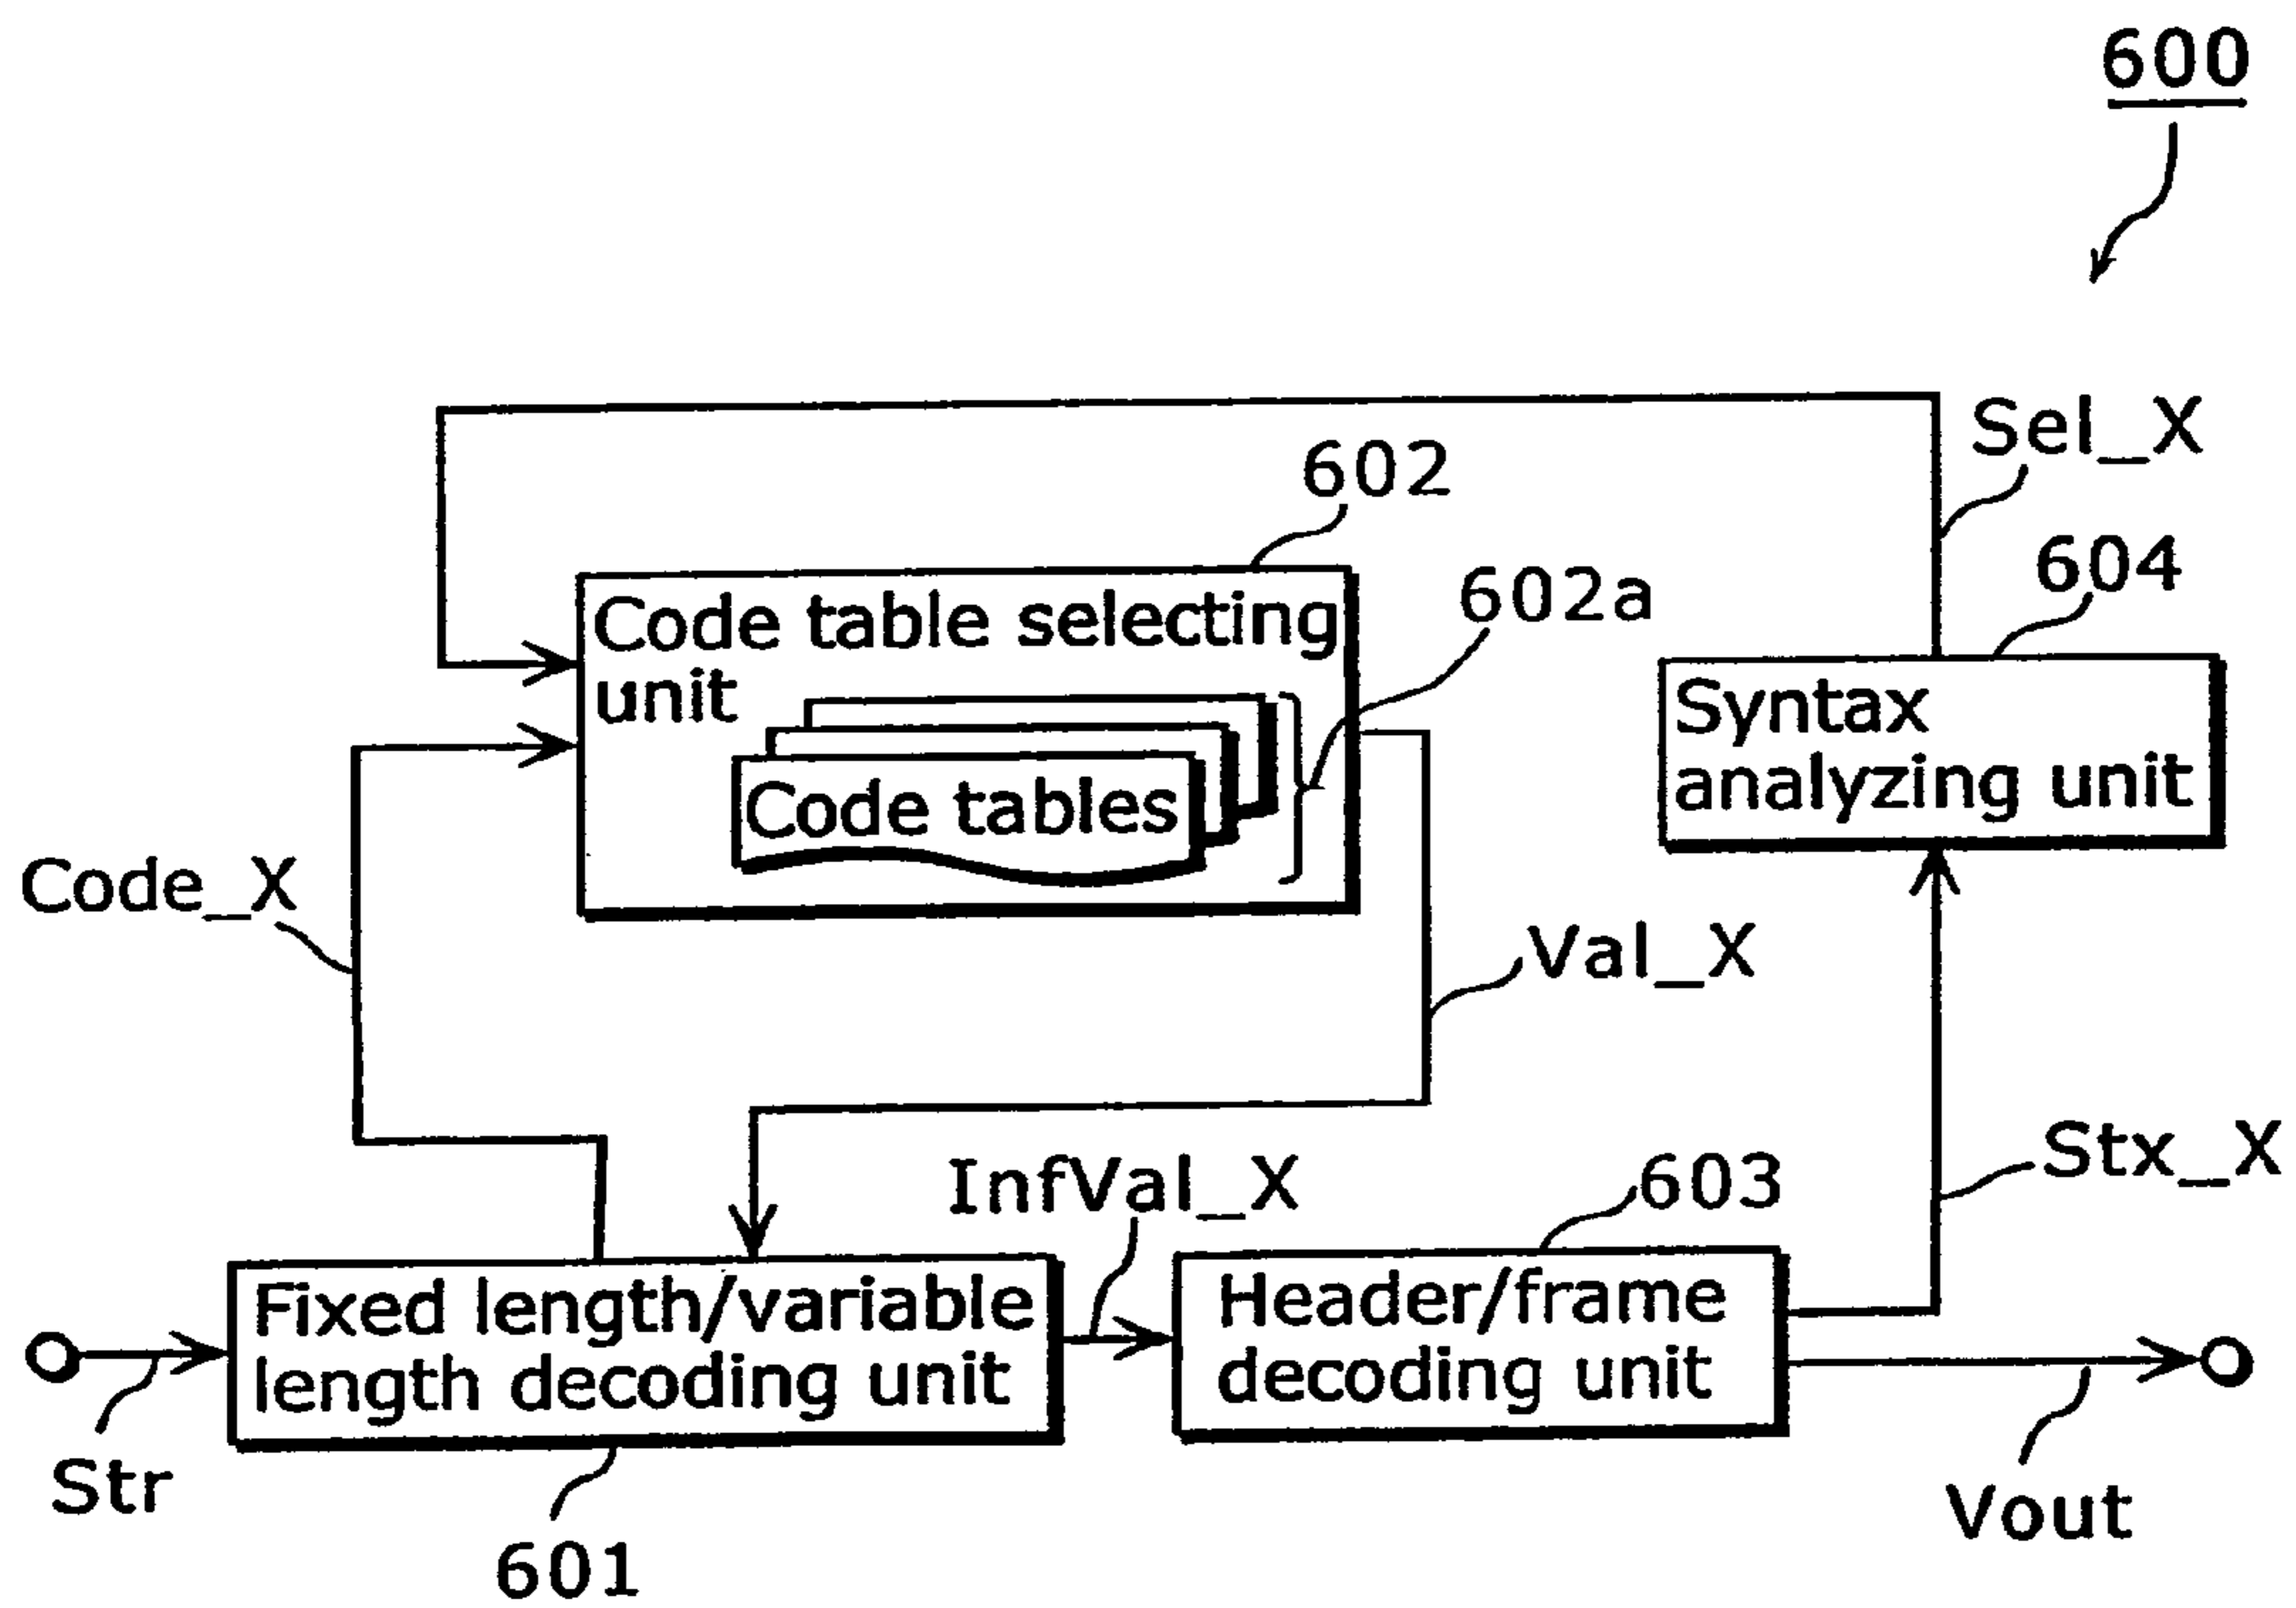 600
Sel_X
602
604
602a
Code table selecting
unit
Syntax
analyzing unit
Code tables
Code_X
Val_X
Stx_X
InfVal_X
603
Fixed length/variable
length decoding unit
Header/frame
decoding unit
Str
Vout
601